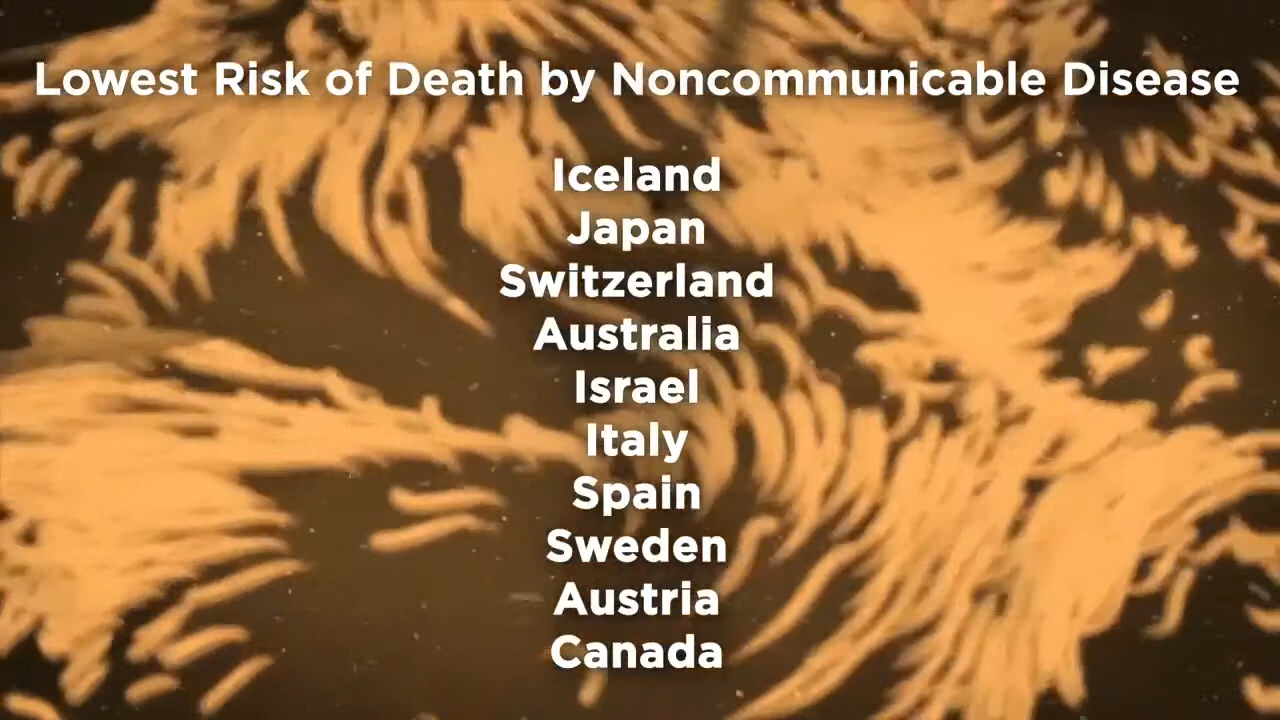 Lowest Risk of Death by Noncommunicable Disease
Iceland
Japan
Switzerland
Australia
Israel
Italy
Spain
Sweden
Austria
Canada